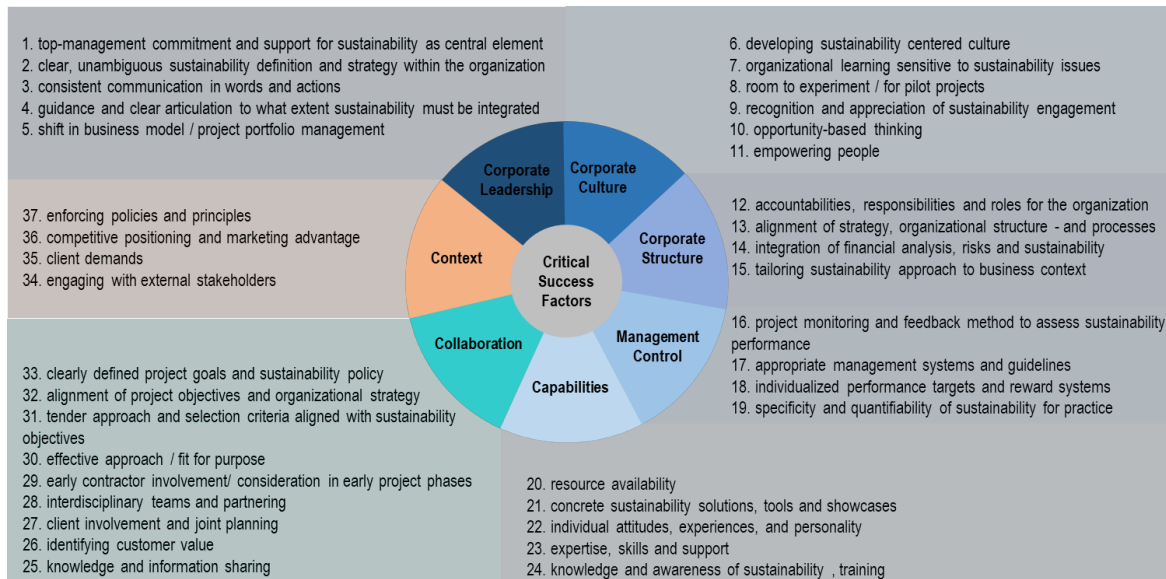 1. top-management commitment and support for sustainability as central element
2. clear, unambiguous sustainability definition and strategy within the organization
3. consistent communication in words and actions
4. guidance and clear articulation to what extent sustainability must be integrated
5. shift in business model / project portfolio management
6. developing sustainability centered culture
7. organizational learning sensitive to sustainability issues
8. room to experiment / for pilot projects
9. recognition and appreciation of sustainability engagement
10. opportunity-based thinking
11. empowering people
Corporate
Leadership
Corporate
Culture
37. enforcing policies and principles
36. competitive positioning and marketing advantage
35. client demands
34. engaging with external stakeholders
Context
Critical
Success
Factors
Corporate
Structure
12. accountabilities, responsibilities and roles for the organization
13. alignment of strategy, organizational structure - and processes
14. integration of financial analysis, risks and sustainability
15. tailoring sustainability approach to business context
Collaboration
Capabilities
Management
Control
16. project monitoring and feedback method to assess sustainability
performance
17. appropriate management systems and guidelines
18. individualized performance targets and reward systems
19. specificity and quantifiability of sustainability for practice
33. clearly defined project goals and sustainability policy
32. alignment of project objectives and organizational strategy
31. tender approach and selection criteria aligned with sustainability
objectives
30. effective approach / fit for purpose
29. early contractor involvement/ consideration in early project phases
28. interdisciplinary teams and partnering
27. client involvement and joint planning
26. identifying customer value
25. knowledge and information sharing
20. resource availability
21. concrete sustainability solutions, tools and showcases
22. individual attitudes, experiences, and personality
23. expertise, skills and support
24. knowledge and awareness of sustainability , training